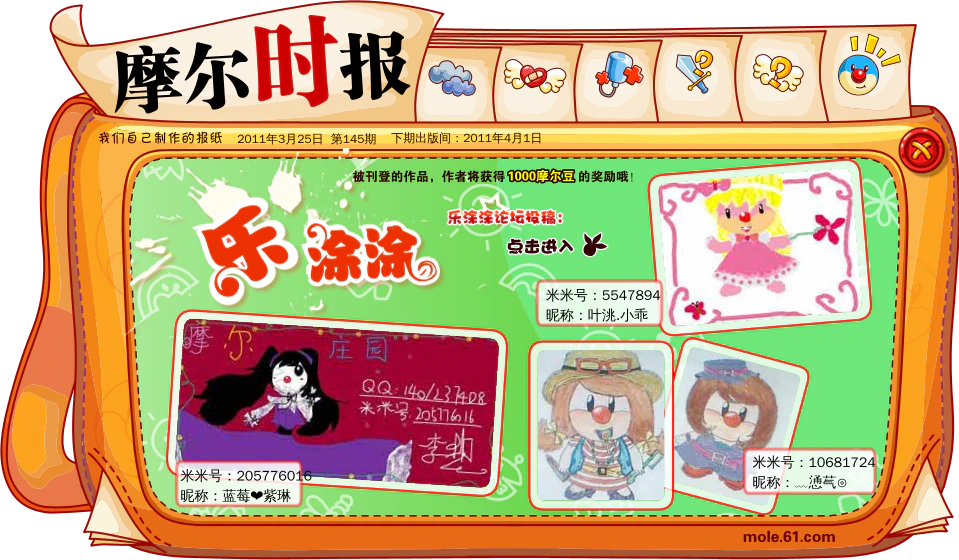 摩尔时报
我们自己制作的报纸 2011年3月25日 第145期 下期出版间：2011年4月1日
被刊登的作品，作者将获得1000摩尔豆的奖励哦！
乐涂涂
乐涂涂论坛投稿：
点击进入
米米号：5547894
昵称：叶洮.小乖
摩尔 庄园
米米号:205776016
米米号：205776016
昵称：蓝莓❤紫琳
米米号：10681724
mole.61.com